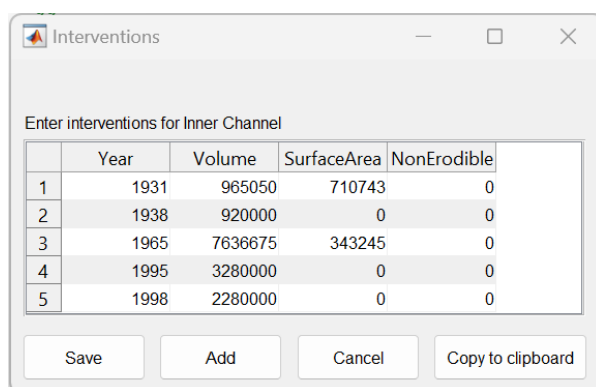 Interventions
Enter interventions for Inner Channel
Year Volume SurfaceArea NonErodible
1 1931 965050 710743 0
2 1938 920000 0 0
3 1965 7636675 343245 0
4 1995 3280000 0 0
5 1998 2280000 0 0
Save Add Cancel Copy to clipboard